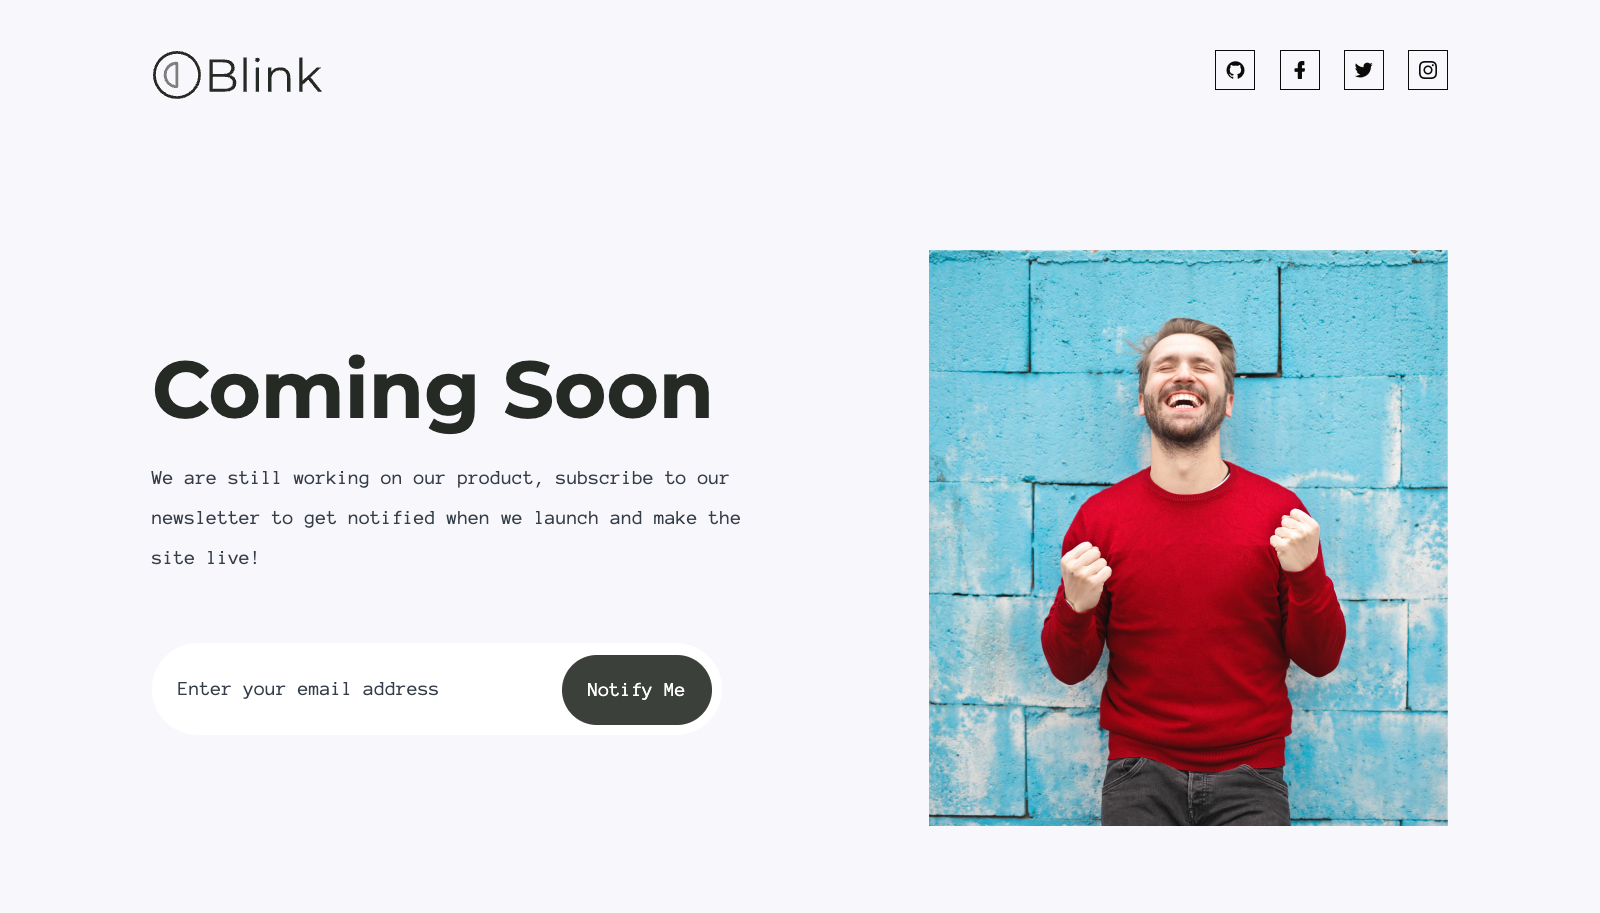 Blink
Coming Soon
We are still working on our product, subscribe to our
newsletter to get notified when we launch and make the
site live!
Enter your email address
Notify Me